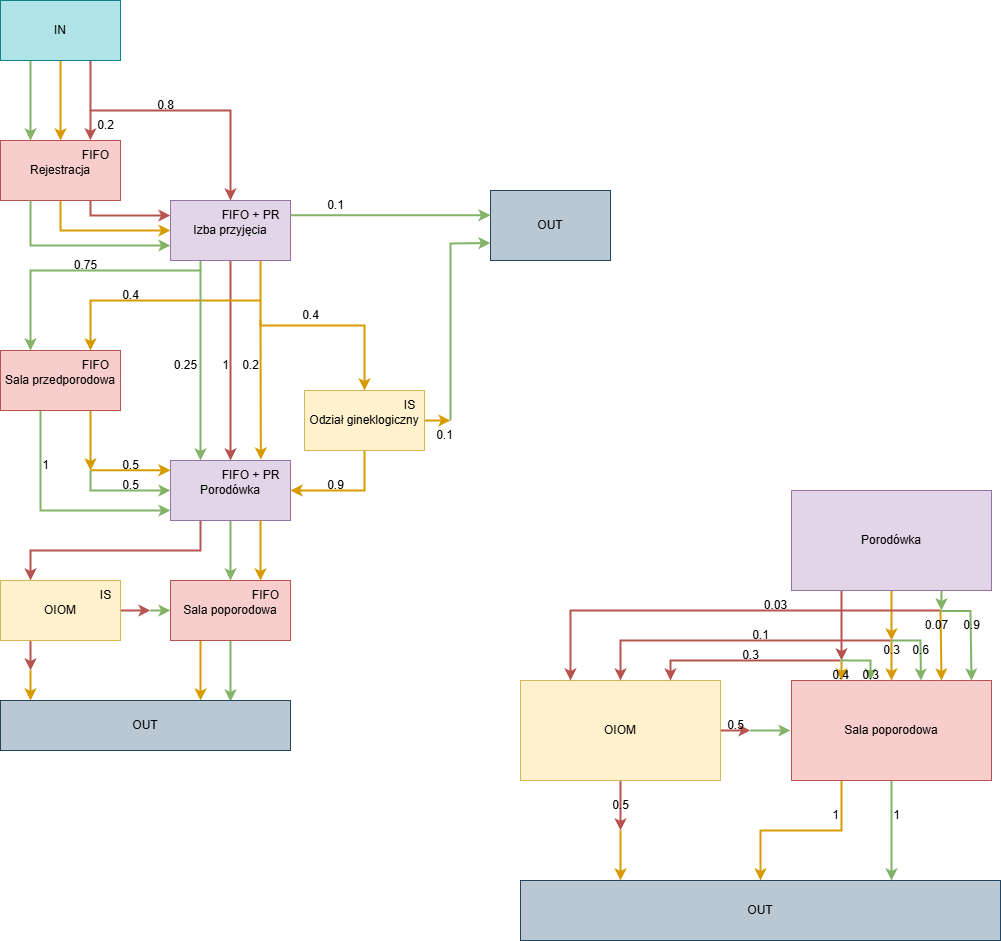 IN
0.8
0.2
FIFO
Rejestracja
FIFO + PR
Izba przyjęcia
0.1
OUT
0.75
0.4
0.4
0.25
1
0.2
FIFO
Sala przedporodowa
IS
Odział gineklogiczny
0.1
1
0.5
0.5
FIFO + PR
Porodówka
0.9
IS
OIOM
FIFO
Sala poporodowa
OUT
Porodówka
0.03
0.07
0.9
0.1
0.3
0.6
0.3
0.4
0.3
OIOM
0.5
Sala poporodowa
0.5
1
1
OUT